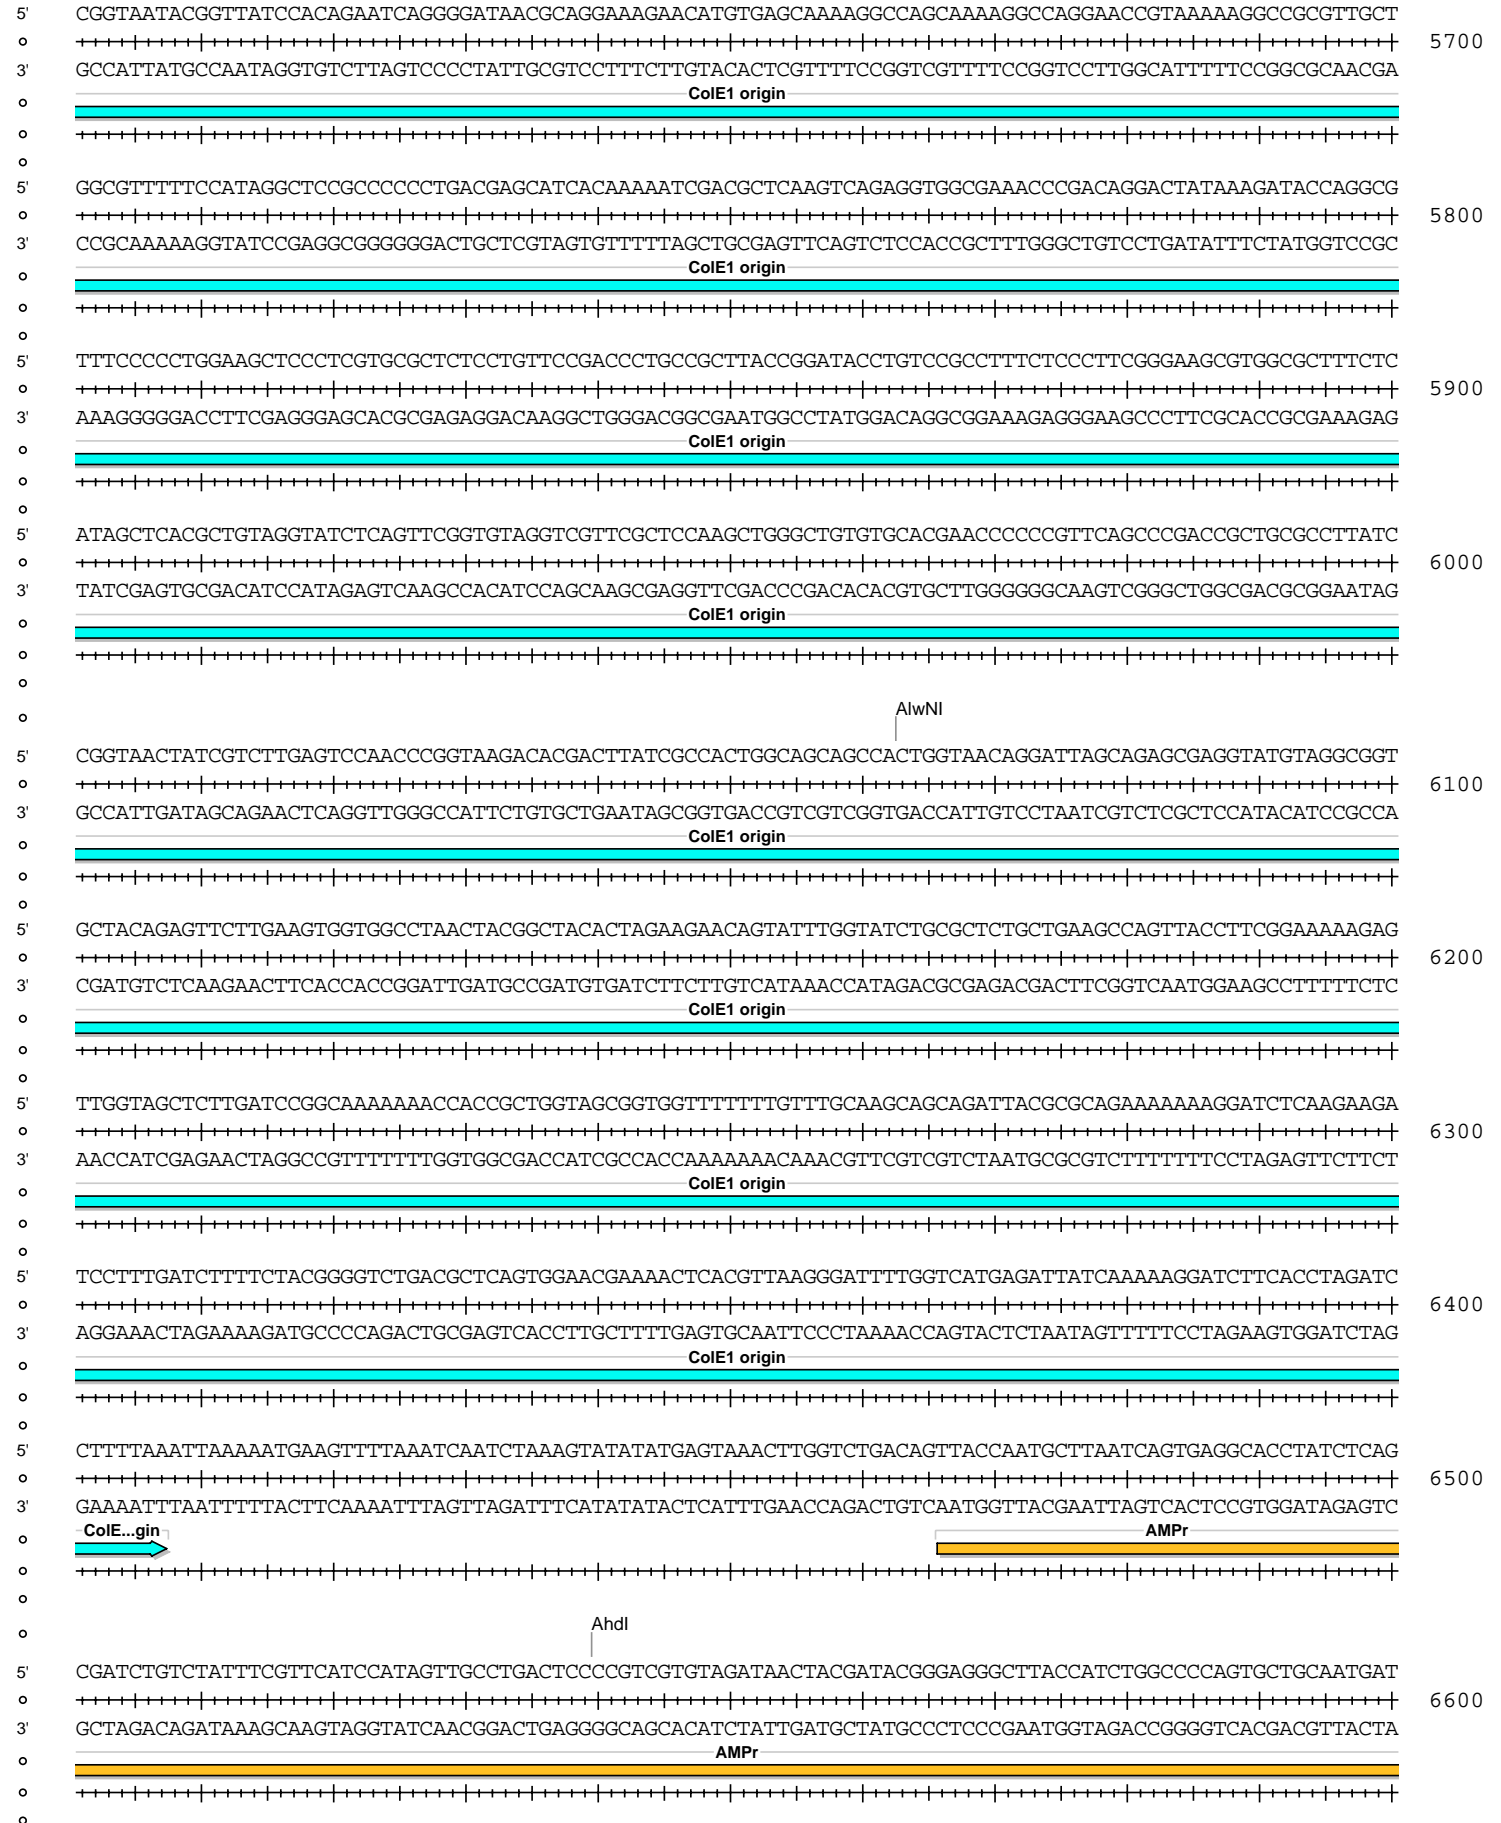 5' CGGTAATACGGTTATCCACAGAATCAGGGGATAACGCAGGAAAGAACATGTGAGCAAAAGGCCAGCAAAAGGCCAGGAACCGTAAAAAGGCCGCGTTGCT
5700
3' GCCATTATGCCAATAGGTGTCTTAGTCCCCTATTGCGTCCTTTCTTGTACACTCGTTTTCCGGTCGTTTTCCGGTCCTTGGCATTTTTCCGGCGCAACGA
ColE1 origin
5' GGCGTTTTTCCATAGGCTCCGCCCCCCTGACGAGCATCACAAAAATCGACGCTCAAGTCAGAGGTGGCGAAACCCGACAGGACTATAAAGATACCAGGCG
5800
3' CCGCAAAAAGGTATCCGAGGCGGGGGGACTGCTCGTAGTGTTTTTAGCTGCGAGTTCAGTCTCCACCGCTTTGGGCTGTCCTGATATTTCTATGGTCCGC
ColE1 origin
5' TTTCCCCCTGGAAGCTCCCTCGTGCGCTCTCCTGTTCCGACCCTGCCGCTTACCGGATACCTGTCCGCCTTTCTCCCTTCGGGAAGCGTGGCGCTTTCTC
5900
3' AAAGGGGGACCTTCGAGGGAGCACGCGAGAGGACAAGGCTGGGACGGCGAATGGCCTATGGACAGGCGGAAAGAGGGAAGCCCTTCGCACCGCGAAAGAG
ColE1 origin
5' ATAGCTCACGCTGTAGGTATCTCAGTTCGGTGTAGGTCGTTCGCTCCAAGCTGGGCTGTGTGCACGAACCCCCCGTTCAGCCCGACCGCTGCGCCTTATC
6000
3' TATCGAGTGCGACATCCATAGAGTCAAGCCACATCCAGCAAGCGAGGTTCGACCCGACACACGTGCTTGGGGGGCAAGTCGGGCTGGCGACGCGGAATAG
ColE1 origin
AlwNI
5' CGGTAACTATCGTCTTGAGTCCAACCCGGTAAGACACGACTTATCGCCACTGGCAGCAGCCACTGGTAACAGGATTAGCAGAGCGAGGTATGTAGGCGGT
6100
3' GCCATTGATAGCAGAACTCAGGTTGGGCCATTCTGTGCTGAATAGCGGTGACCGTCGTCGGTGACCATTGTCCTAATCGTCTCGCTCCATACATCCGCCA
ColE1 origin
5' GCTACAGAGTTCTTGAAGTGGTGGCCTAACTACGGCTACACTAGAAGAACAGTATTTGGTATCTGCGCTCTGCTGAAGCCAGTTACCTTCGGAAAAAGAG
6200
3' CGATGTCTCAAGAACTTCACCACCGGATTGATGCCGATGTGATCTTCTTGTCATAAACCATAGACGCGAGACGACTTCGGTCAATGGAAGCCTTTTTCTC
ColE1 origin
5' TTGGTAGCTCTTGATCCGGCAAAAAAACCACCGCTGGTAGCGGTGGTTTTTTTGTTTGCAAGCAGCAGATTACGCGCAGAAAAAAAGGATCTCAAGAAGA
6300
3' AACCATCGAGAACTAGGCCGTTTTTTTGGTGGCGACCATCGCCACCAAAAAAACAAACGTTCGTCGTCTAATGCGCGTCTTTTTTTCCTAGAGTTCTTCT
ColE1 origin
5' TCCTTTGATCTTTTCTACGGGGTCTGACGCTCAGTGGAACGAAAACTCACGTTAAGGGATTTTGGTCATGAGATTATCAAAAAGGATCTTCACCTAGATC
6400
3' AGGAAACTAGAAAAGATGCCCCAGACTGCGAGTCACCTTGCTTTTGAGTGCAATTCCCTAAAACCAGTACTCTAATAGTTTTTCCTAGAAGTGGATCTAG
ColE1 origin
5' CTTTTAAATTAAAAATGAAGTTTTAAATCAATCTAAAGTATATATGAGTAAACTTGGTCTGACAGTTACCAATGCTTAATCAGTGAGGCACCTATCTCAG
6500
3' GAAAATTTAATTTTTACTTCAAAATTTAGTTAGATTTCATATATACTCATTTGAACCAGACTGTCAATGGTTACGAATTAGTCACTCCGTGGATAGAGTC
ColE...gin AMPr
AhdI
5' CGATCTGTCTATTTCGTTCATCCATAGTTGCCTGACTCCCCGTCGTGTAGATAACTACGATACGGGAGGGCTTACCATCTGGCCCCAGTGCTGCAATGAT
6600
3' GCTAGACAGATAAAGCAAGTAGGTATCAACGGACTGAGGGGCAGCACATCTATTGATGCTATGCCCTCCCGAATGGTAGACCGGGGTCACGACGTTACTA
AMPr